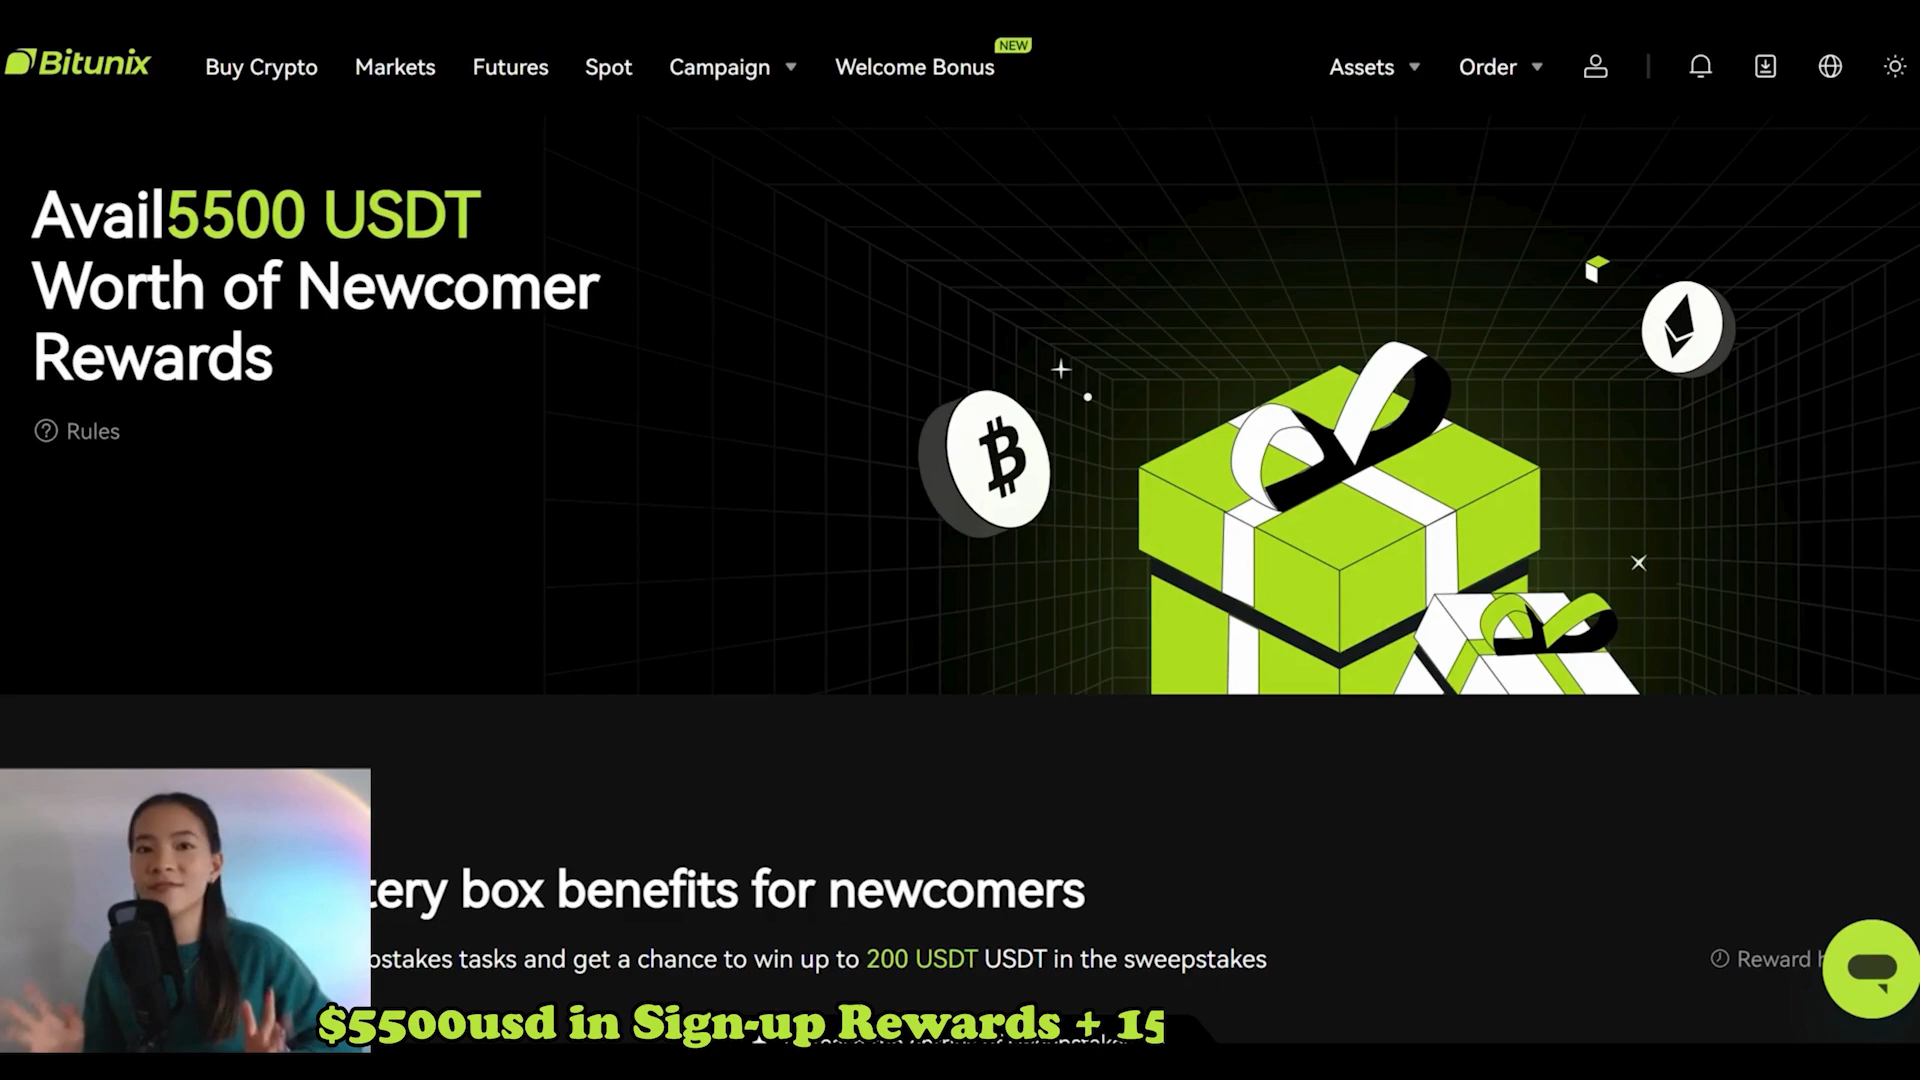 Bitunix
Buy Crypto Markets Futures Spot Campaign Welcome Bonus NEW Assets Order
Avail5500 USDT
Worth of Newcomer
Rewards
Rules
tery box benefits for newcomers
pstakes tasks and get a chance to win up to 200 USDT USDT in the sweepstakes
Reward
$5500usd in Sign-up Rewards + 15